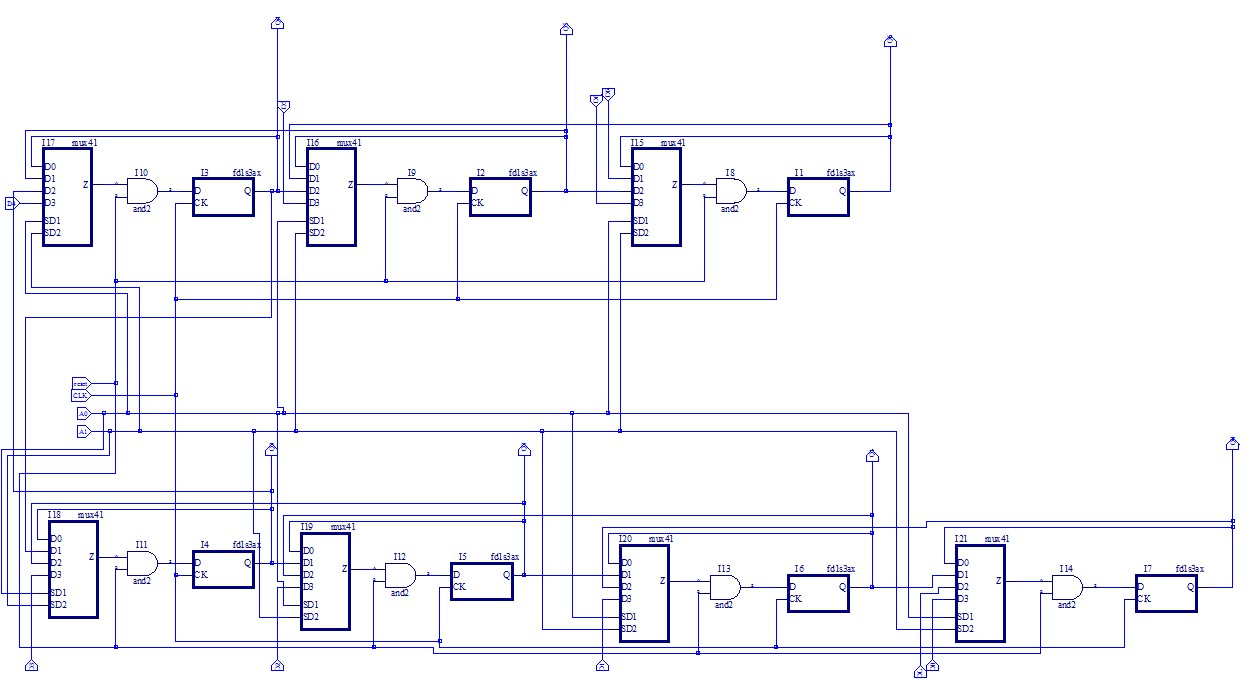 I17 mux41
I16 mux41
I15 mux41
D0
D1
D2
D3
SD1
SD2
Z
I10
and2
I3 fd1s3ax
D
CK
Q
D0
D1
D2
D3
SD1
SD2
Z
I9
and2
I2 fd1s3ax
D
CK
Q
D0
D1
D2
D3
SD1
SD2
Z
I8
and2
I1 fd1s3ax
D
CK
Q
CLK
A0
A1
I18 mux41
D0
D1
D2
D3
SD1
SD2
Z
I11
and2
I4 fd1s3ax
D
CK
Q
I19 mux41
D0
D1
D2
D3
SD1
SD2
Z
I12
and2
I5 fd1s3ax
D
CK
Q
I20 mux41
D0
D1
D2
D3
SD1
SD2
Z
I13
and2
I6 fd1s3ax
D
CK
Q
I21 mux41
D0
D1
D2
D3
SD1
SD2
Z
I14
and2
I7 fd1s3ax
D
CK
Q